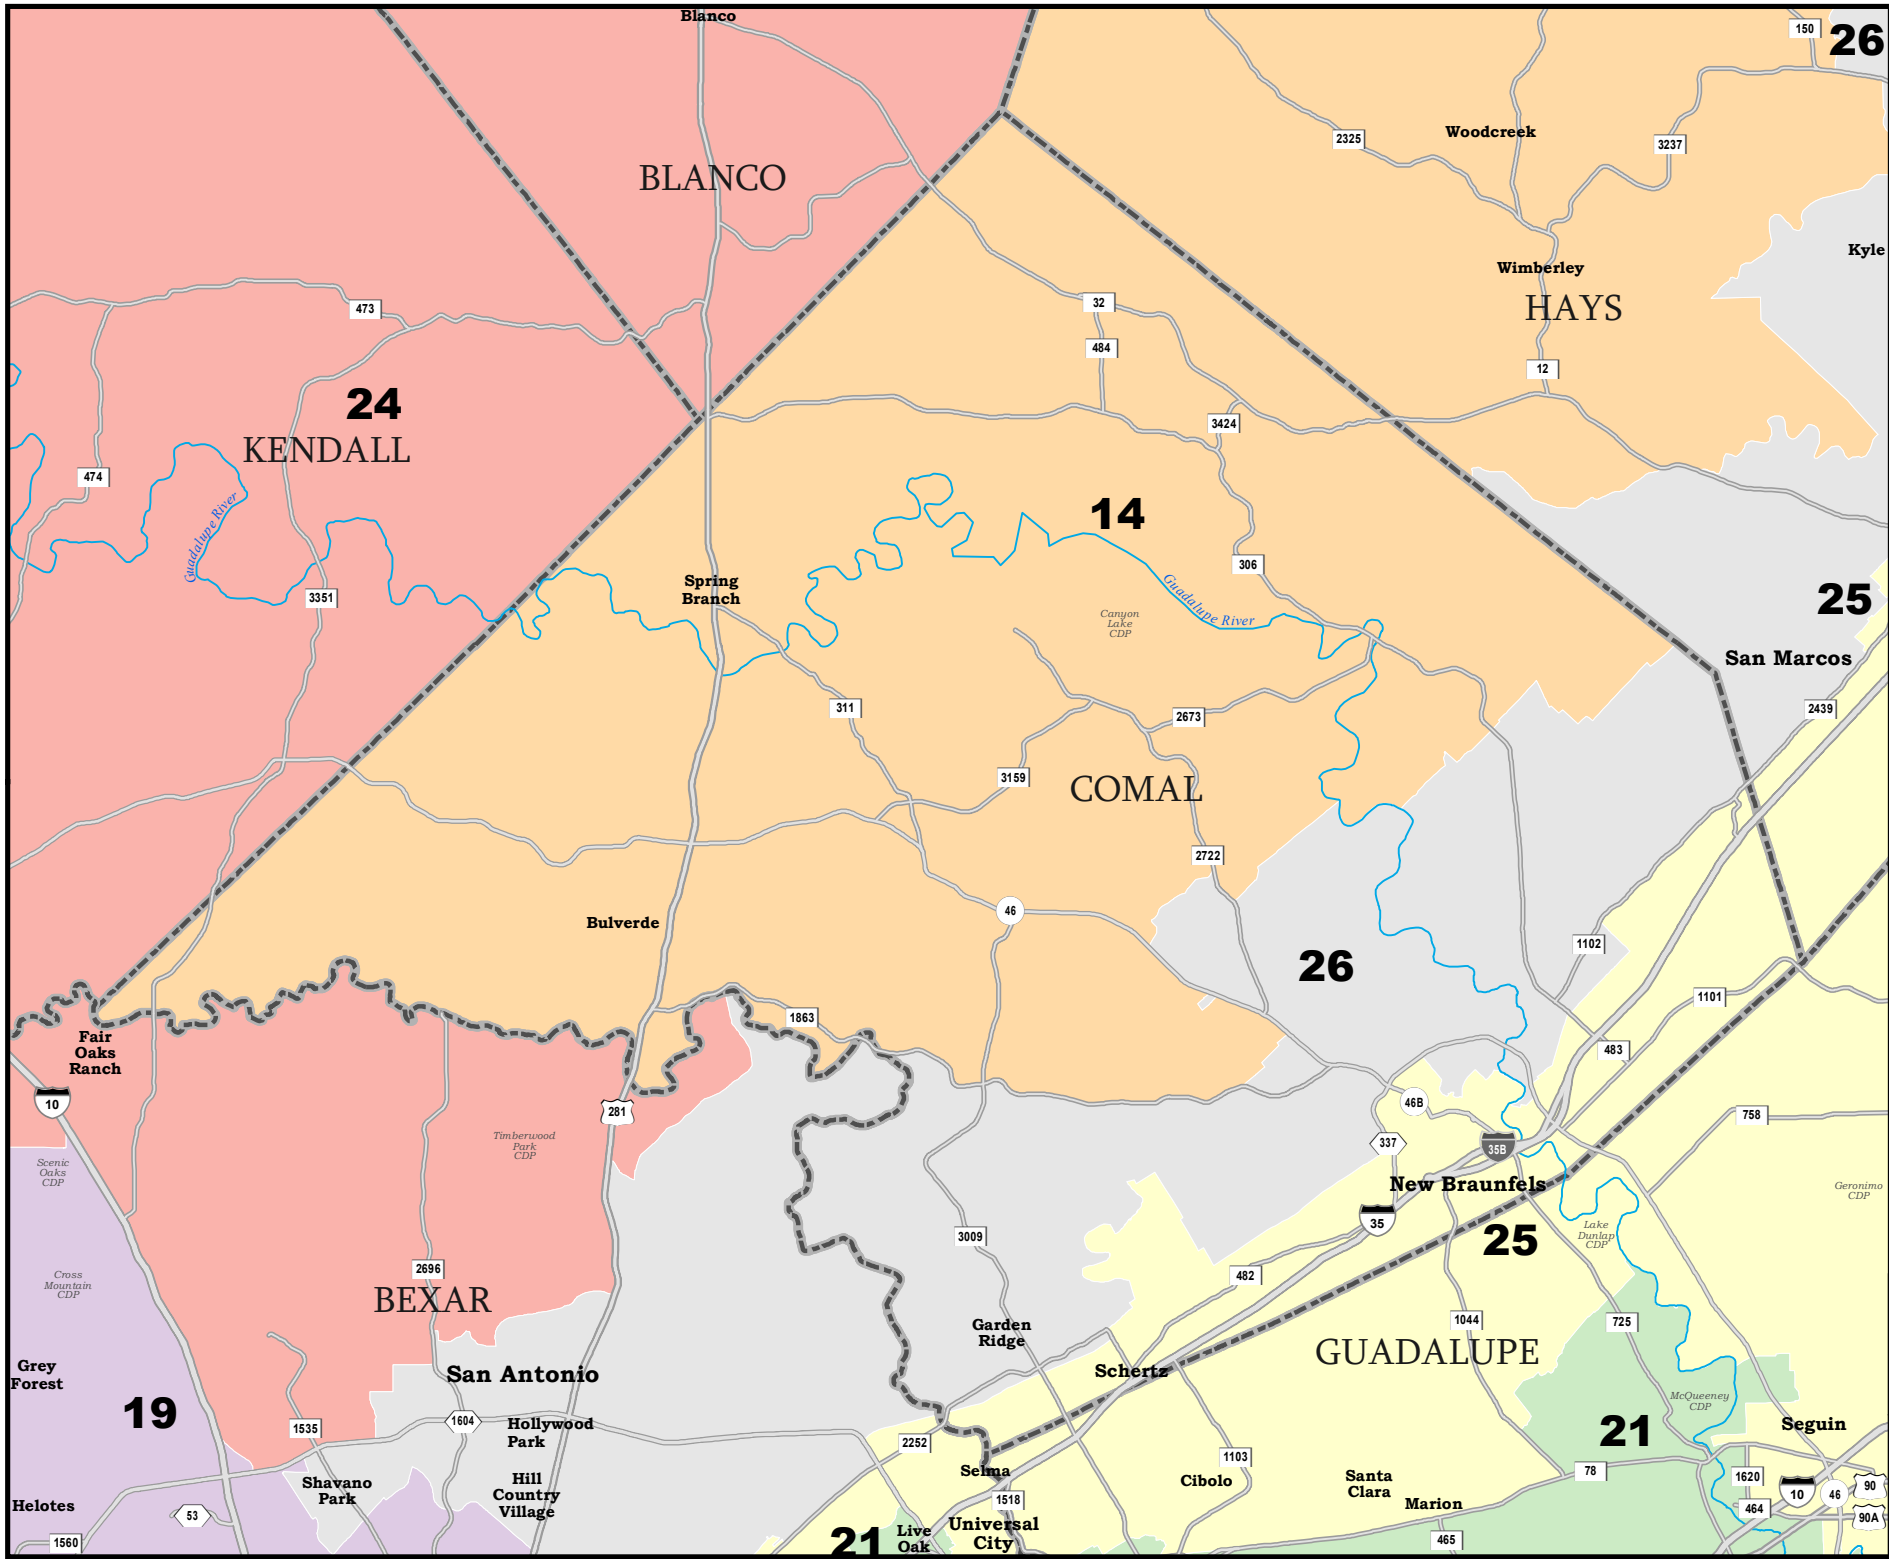 Blanco
150
26
2325
Woodcreek
3237
BLANCO
Kyle
Wimberley
HAYS
32
473
484
12
24
KENDALL
3424
474
14
Guadalupe River
306
Spring
Branch
3351
Guadalupe River
Canyon
Lake
CDP
25
San Marcos
311
2673
2439
3159
COMAL
2722
46
Bulverde
1102
26
1101
1863
Fair
Oaks
Ranch
483
10
281
46B
758
Timberwood
Park
CDP
337
35B
Scenic
Oaks
CDP
New Braunfels
Geronimo
CDP
35
3009
25
Lake
Dunlap
CDP
2696
482
Cross
Mountain
CDP
BEXAR
1044
725
Garden
Ridge
GUADALUPE
Grey
Forest
San Antonio
Schertz
McQueeney
CDP
19
1604
Hollywood
Park
1535
21
Seguin
2252
Selma
1103
Cibolo
78
Santa
Clara
1620
Shavano
Park
Hill
Country
Village
10
46
90
Helotes
53
1518
Marion
464
90A
1560
21
Live
Oak
Universal
City
465